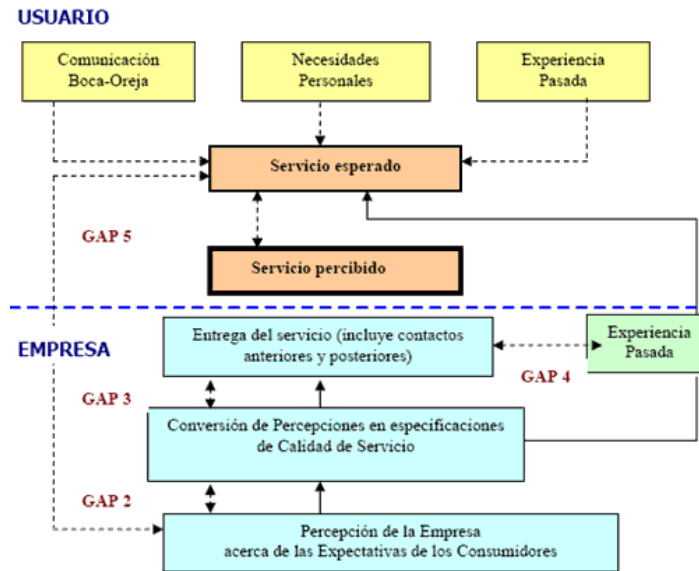 USUARIO
Comunicación
Boca-Oreja
Necesidades
Personales
Experiencia
Pasada
Servicio esperado
GAP 5
Servicio percibido
EMPRESA
Entrega del servicio (incluye contactos
anteriores y posteriores)
Experiencia
Pasada
GAP 4
GAP 3
Conversión de Percepciones en especificaciones
de Calidad de Servicio
GAP 2
Percepción de la Empresa
acerca de las Expectativas de los Consumidores